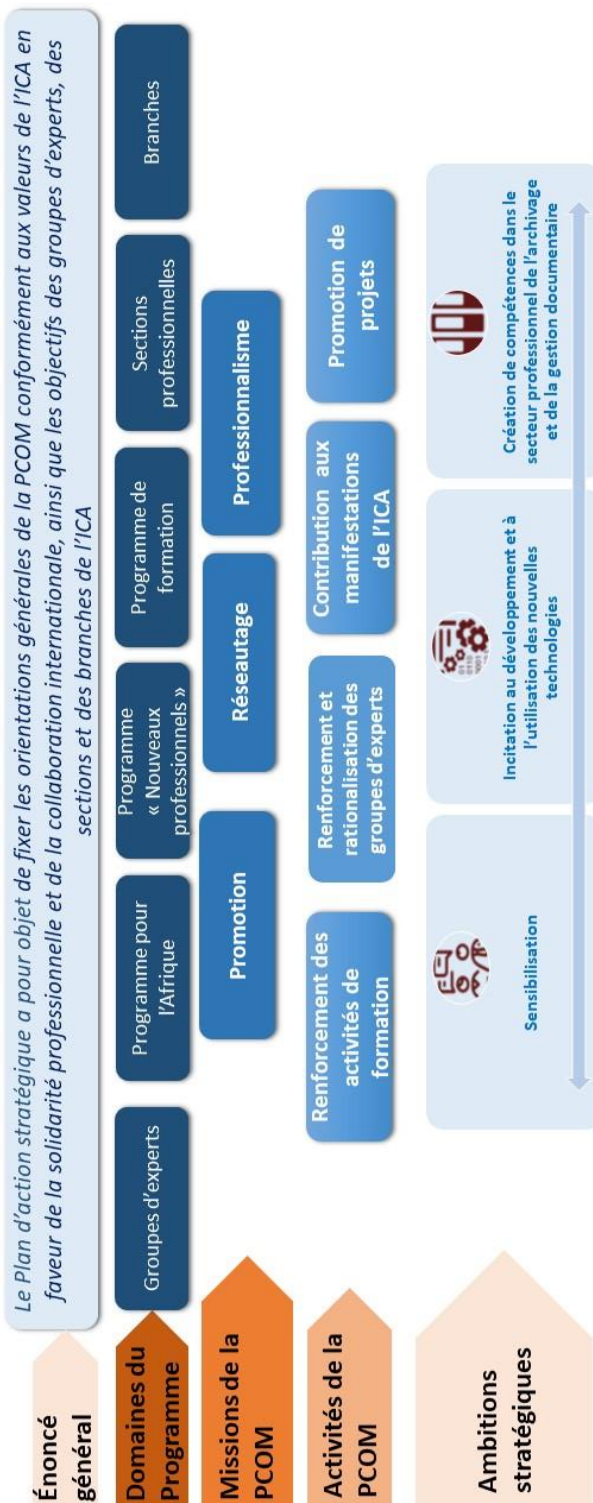 Énoncé
général
Le Plan d'action stratégique a pour objet de fixer les orientations générales de la PCOM conformément aux valeurs de l'ICA en
faveur de la solidarité professionnelle et de la collaboration internationale, ainsi que les objectifs des groupes d'experts, des
sections et des branches de l'ICA
Domaines du
Programme
Groupes d'experts
Programme pour
l'Afrique
Programme
« Nouveaux
professionnels »
Programme de
formation
Sections
professionnelles
Branches
Missions de la
PCOM
Promotion
Réseautage
Professionnalisme
Activités de la
PCOM
Renforcement des
activités de
formation
Renforcement et
rationalisation des
groupes d'experts
Contribution aux
manifestations
de l'ICA
Promotion de
projets
Ambitions
stratégiques
Sensibilisation
01
0110
1001
Incitation au développement et à
l'utilisation des nouvelles
technologies
Création de compétences dans le
secteur professionnel de l'archivage
et de la gestion documentaire